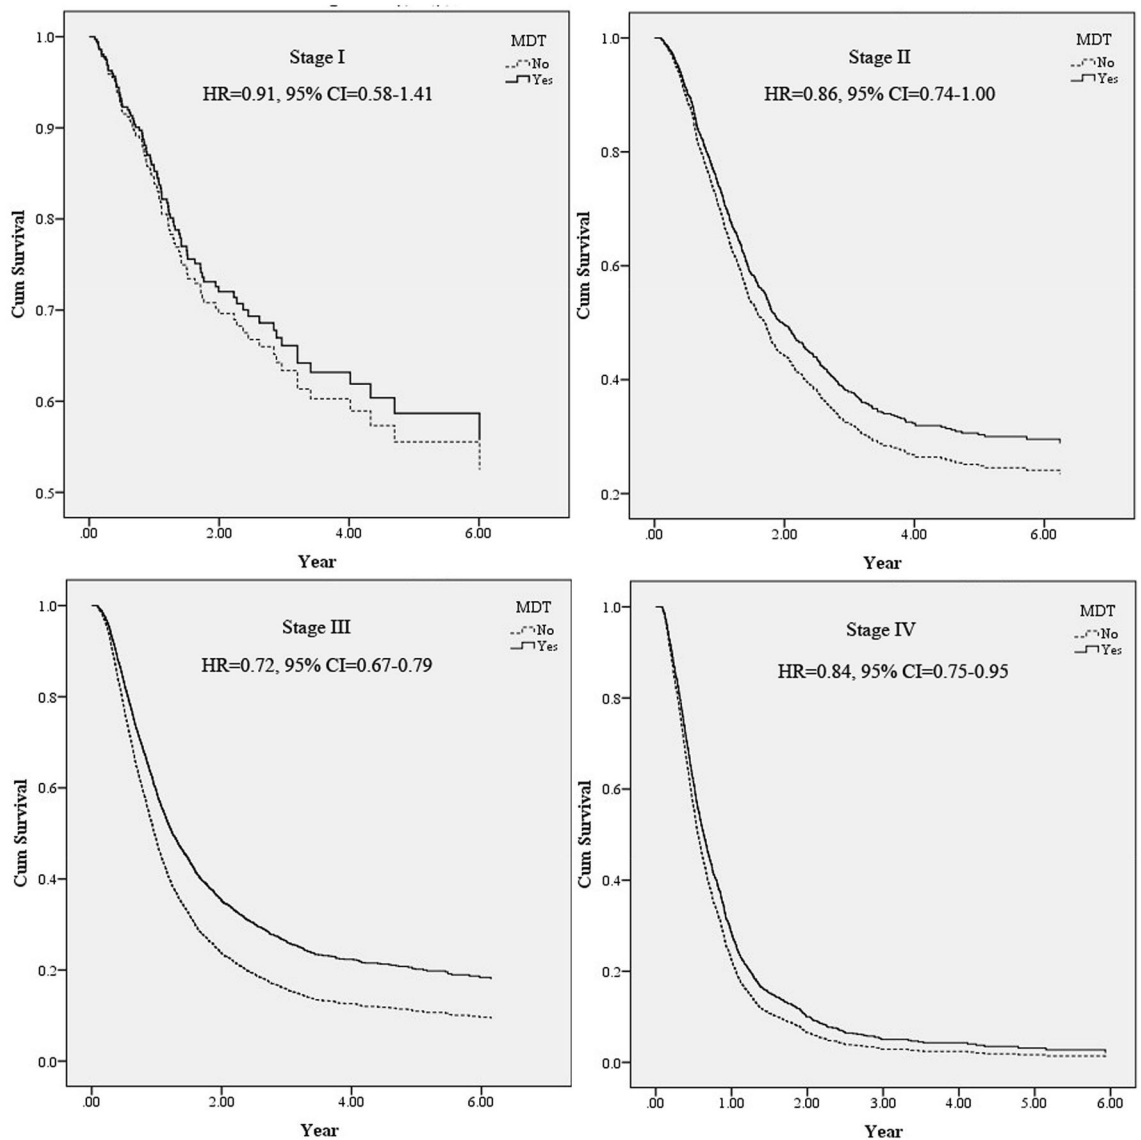 Stage I
HR=0.91, 95% CI=0.58-1.41
MDT
No
Yes
Cum Survival
1.0
0.9
0.8
0.7
0.6
0.5
.00 2.00 4.00 6.00
Year
Stage II
HR=0.86, 95% CI=0.74-1.00
MDT
No
Yes
Cum Survival
1.0
0.8
0.6
0.4
0.2
.00 2.00 4.00 6.00
Year
Stage III
HR=0.72, 95% CI=0.67-0.79
MDT
No
Yes
Cum Survival
1.0
0.8
0.6
0.4
0.2
0.0
.00 2.00 4.00 6.00
Year
Stage IV
HR=0.84, 95% CI=0.75-0.95
MDT
No
Yes
Cum Survival
1.0
0.8
0.6
0.4
0.2
0.0
.00 1.00 2.00 3.00 4.00 5.00 6.00
Year